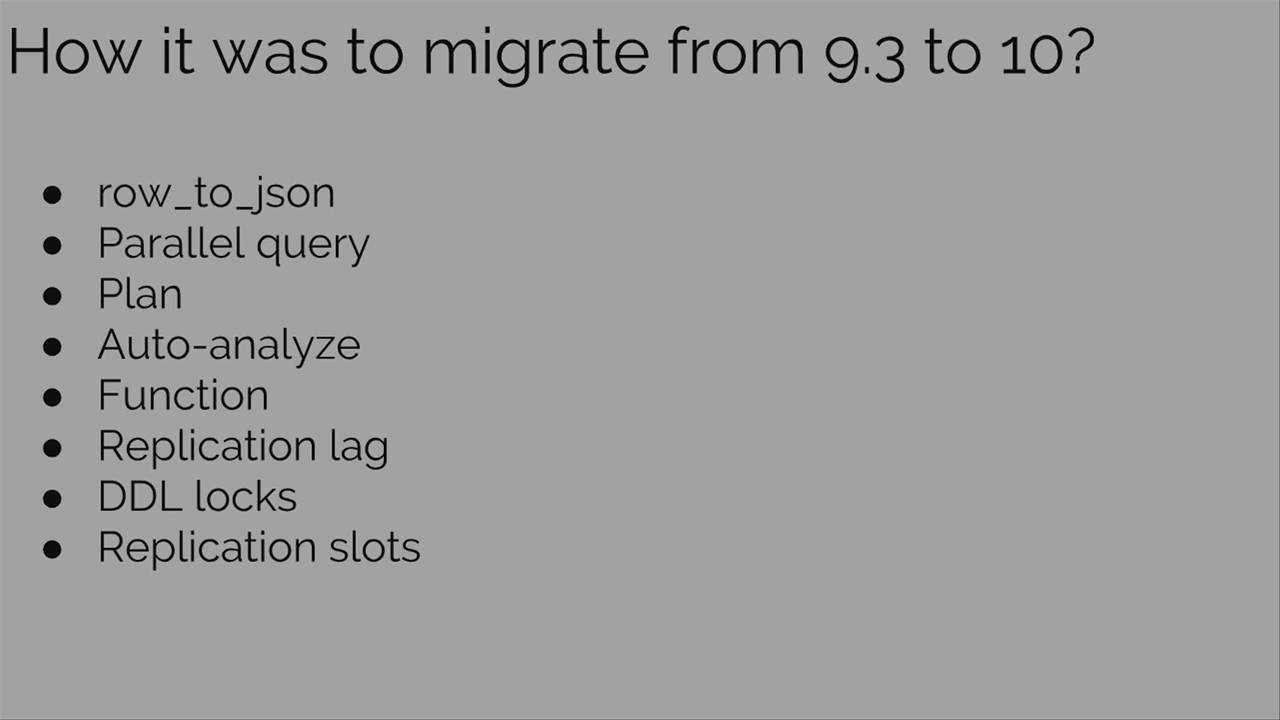 How it was to migrate from 9.3 to 10?
● row_to_json
● Parallel query
● Plan
● Auto-analyze
● Function
● Replication lag
● DDL locks
● Replication slots